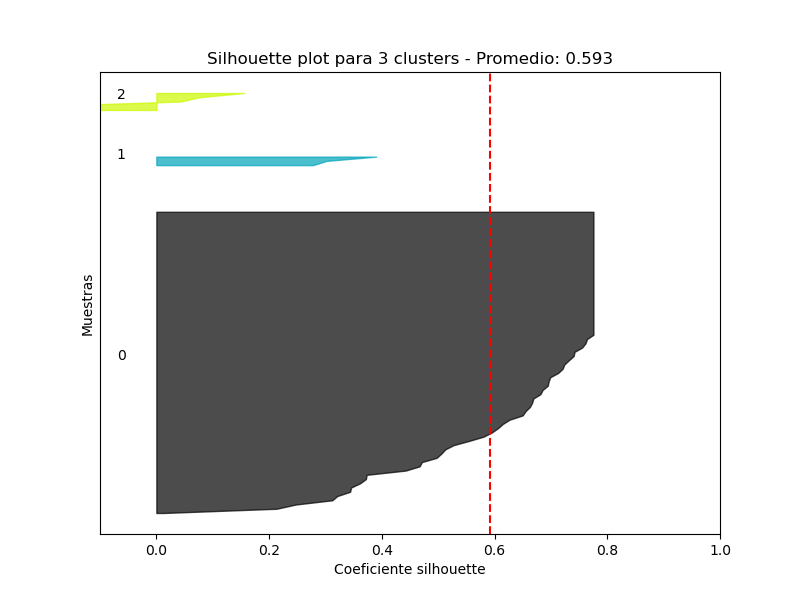 Silhouette plot para 3 clusters - Promedio: 0.593
2
1
0
Muestras
0.0 0.2 0.4 0.6 0.8 1.0
Coeficiente silhouette